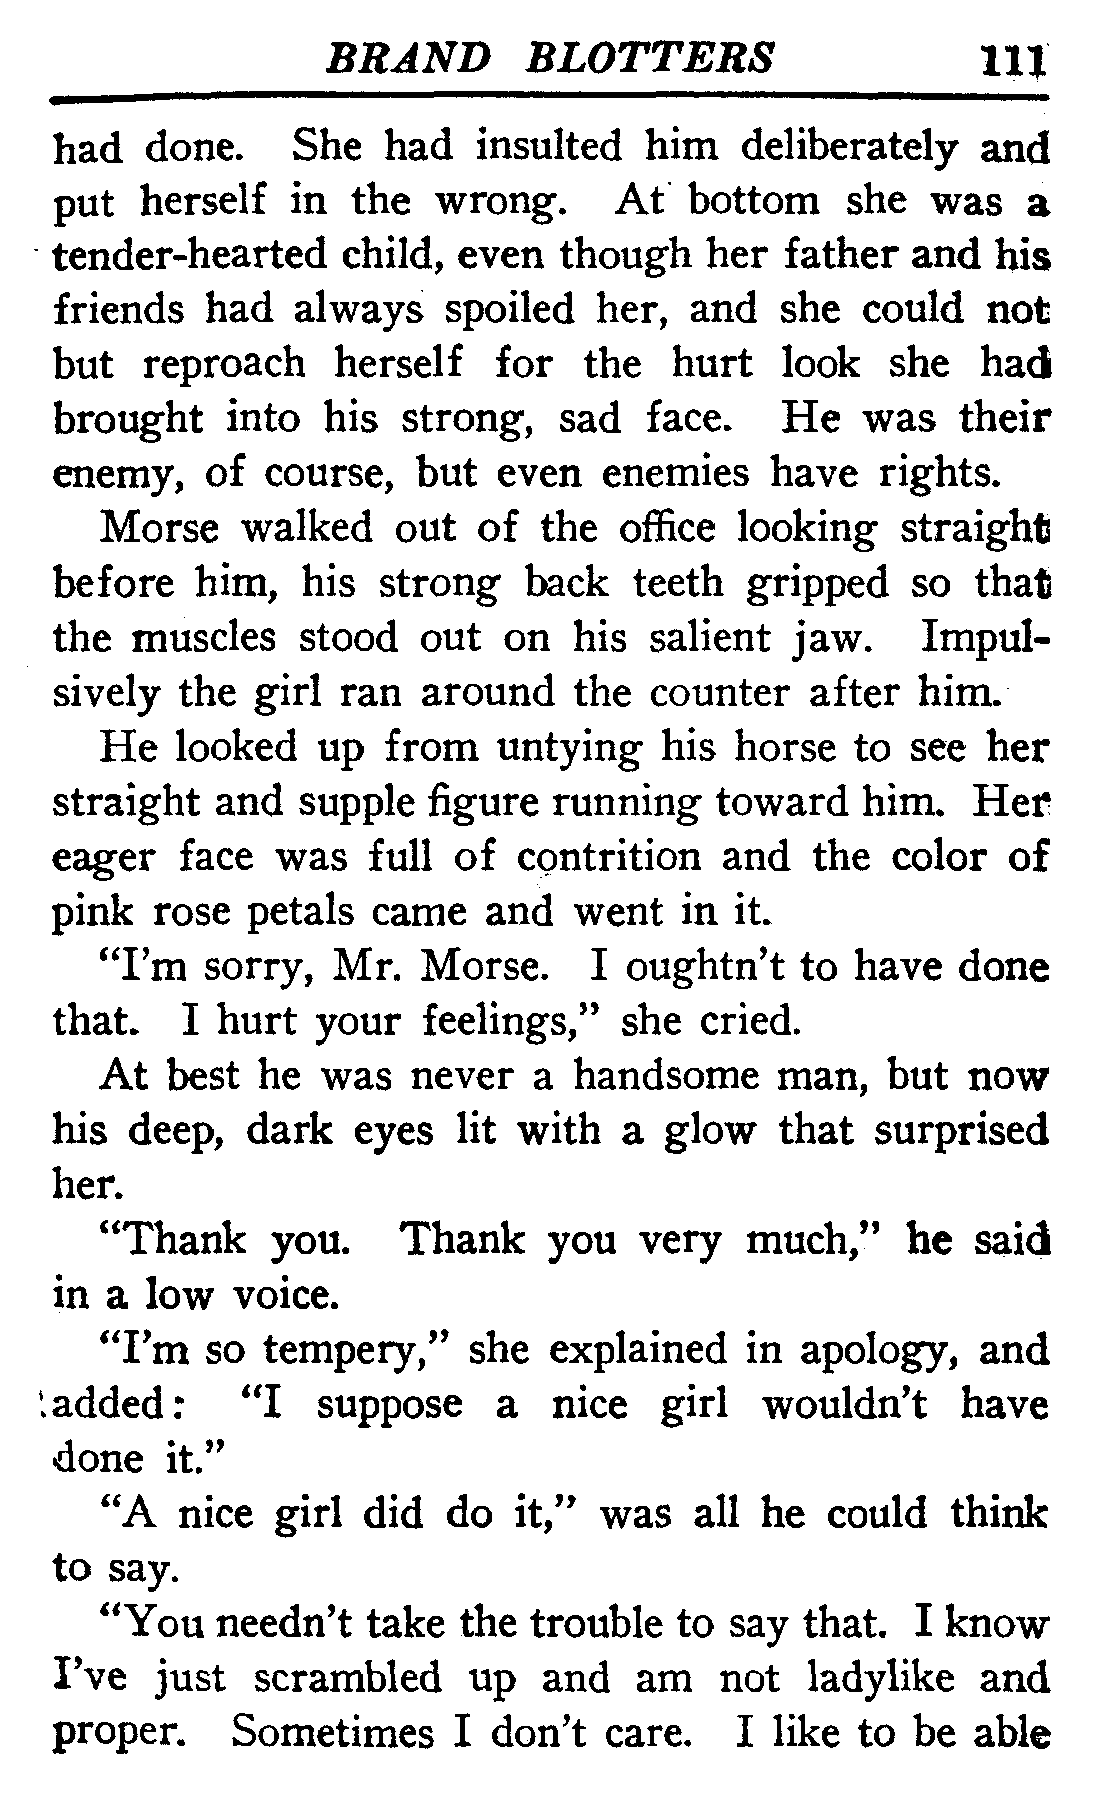 BRAND BLOTTERS 111
had done. She had insulted him deliberately and
put herself in the wrong. At bottom she was a
tender-hearted child, even though her father and his
friends had always spoiled her, and she could not
but reproach herself for the hurt look she had
brought into his strong, sad face. He was their
enemy, of course, but even enemies have rights.
Morse walked out of the office looking straight
before him, his strong back teeth gripped so that
the muscles stood out on his salient jaw. Impul-
sively the girl ran around the counter after him.
He looked up from untying his horse to see her
straight and supple figure running toward him. Her
eager face was full of contrition and the color of
pink rose petals came and went in it.
“I’m sorry, Mr. Morse. I oughtn’t to have done
that. I hurt your feelings,” she cried.
At best he was never a handsome man, but now
his deep, dark eyes lit with a glow that surprised
her.
“Thank you. Thank you very much,” he said
in a low voice.
“I’m so tempery,” she explained in apology, and
added: “I suppose a nice girl wouldn’t have
done it.”
“A nice girl did do it,” was all he could think
to say.
“You needn’t take the trouble to say that. I know
I’ve just scrambled up and am not ladylike and
proper. Sometimes I don’t care. I like to be able